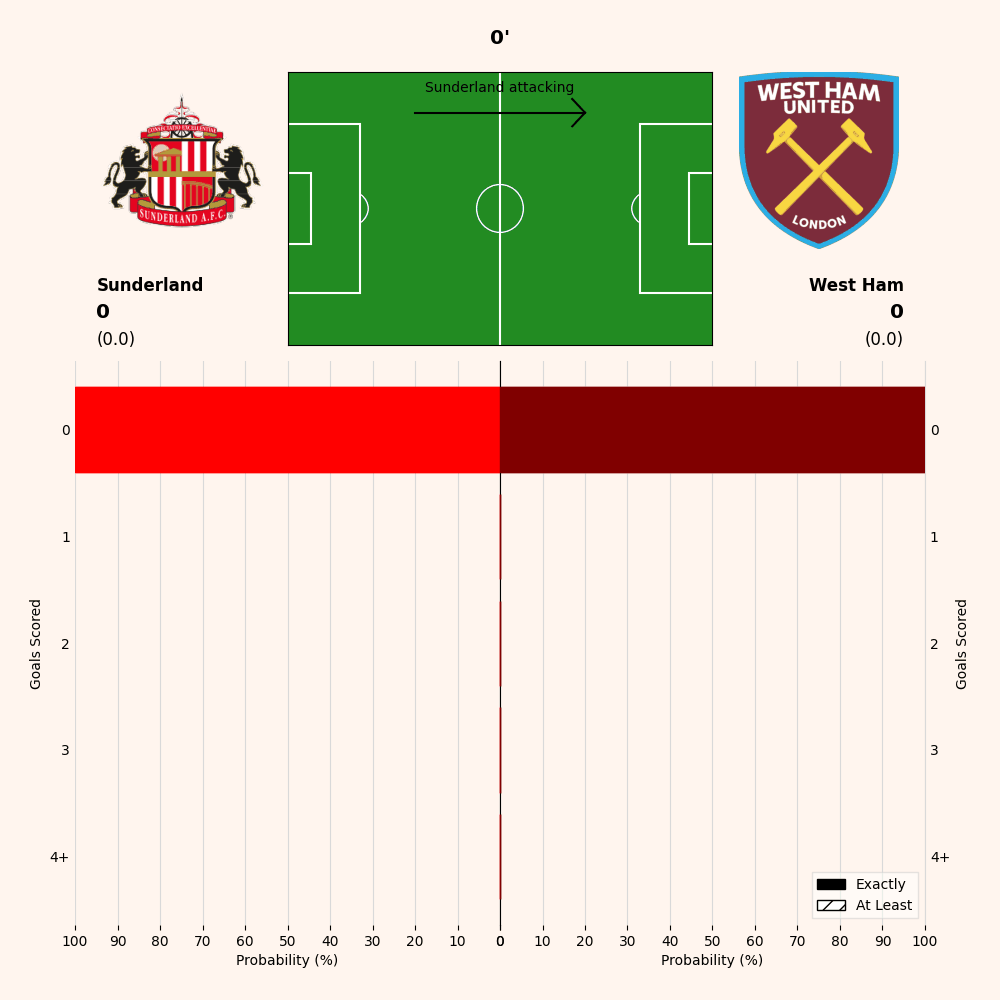 0'
Sunderland attacking
CONSECTATIO EXCELLENTIAE
SUNDERLAND A.F.C.
WEST HAM
UNITED
LONDON
Sunderland
0
(0.0)
West Ham
0
(0.0)
0
1
2
3
4+
Goals Scored
0
1
2
3
4+
Goals Scored
Exactly
At Least
100 90 80 70 60 50 40 30 20 10 0 10 20 30 40 50 60 70 80 90 100
Probability (%)
Probability (%)